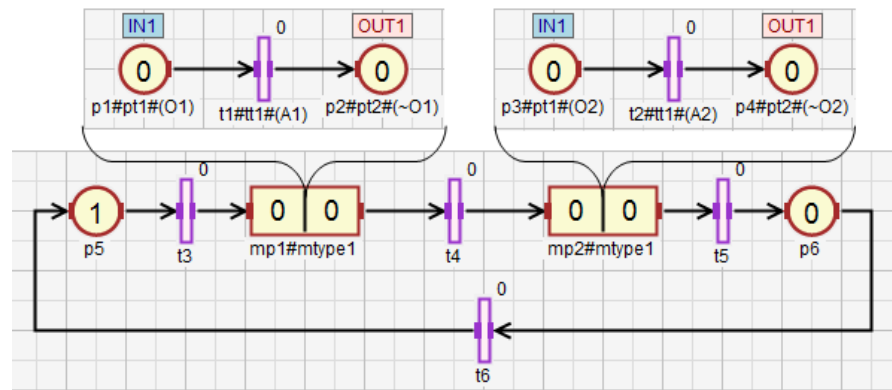 IN1 0 OUT1 IN1 0 OUT1
0 0 0 0
p1#pt1#(O1) t1#tt1#(A1) p2#pt2#(~O1) p3#pt1#(O2) t2#tt1#(A2) p4#pt2#(~O2)
0 0 0
1 0 0 0 0 0
p5 t3 mp1#mtype1 t4 mp2#mtype1 t5 p6
0
t6